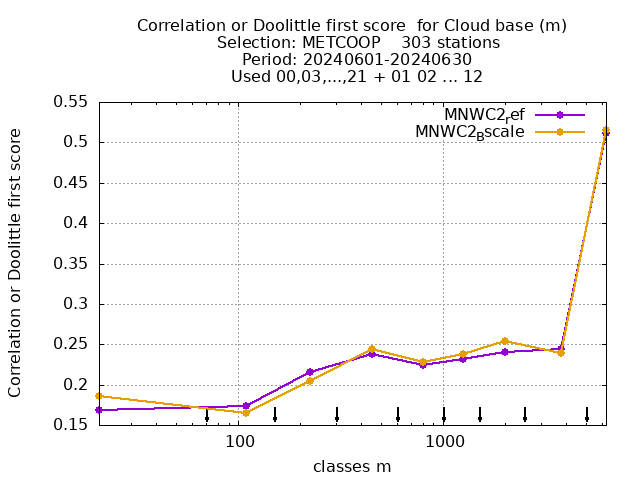 Correlation or Doolittle first score  for Cloud base (m)
Selection: METCOOP    303 stations
Period: 20240601-20240630
Used 00,03,...,21 + 01 02 ... 12
MNWC2ref
MNWC2Bscale
Correlation or Doolittle first score
0.55
0.5
0.45
0.4
0.35
0.3
0.25
0.2
0.15
100
1000
classes m